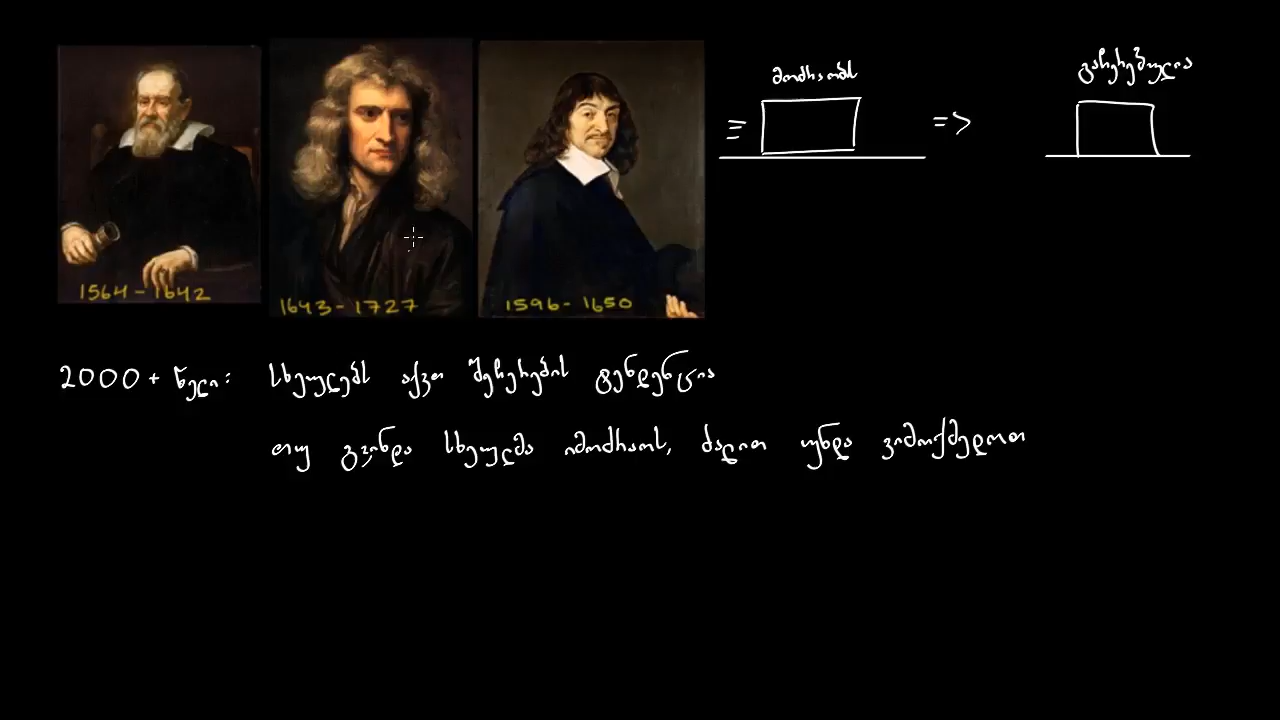 მოძრაობს
გაჩერებულია
=>
1564 - 1642
1643 - 1727
1596 - 1650
2000 + წელი: სხეულებს აქვთ შეჩერების ტენდენცია
თუ გვინდა სხეულმა იმოძრაოს, ძალით უნდა ვიმოქმედოთ